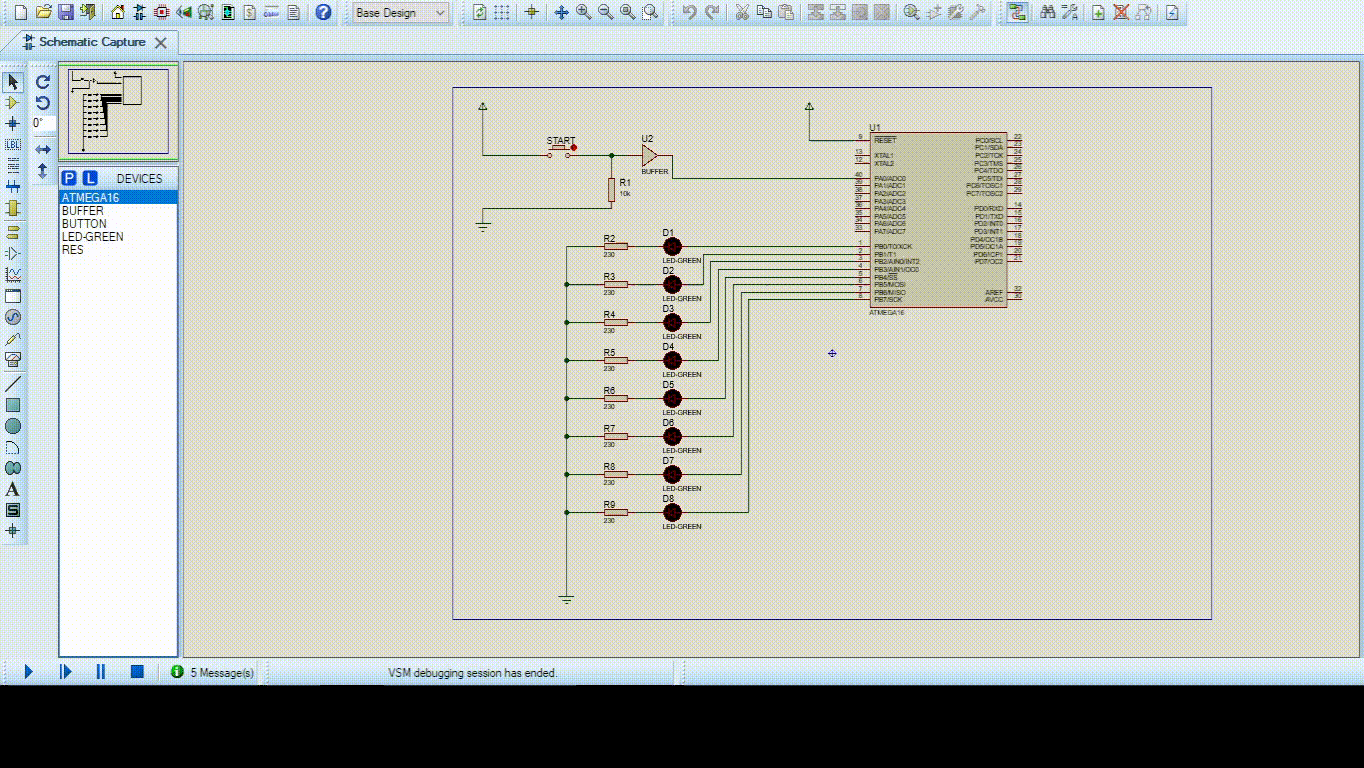 Base Design
Schematic Capture
0°
LBL
P L DEVICES
ATMEGA16
BUFFER
BUTTON
LED-GREEN
RES
A
S
START
U2
BUFFER
R1
10k
U1
9 RESET
13 XTAL1
12 XTAL2
40 PA0/ADC0
39 PA1/ADC1
38 PA2/ADC2
37 PA3/ADC3
36 PA4/ADC4
35 PA5/ADC5
34 PA6/ADC6
33 PA7/ADC7
1 PB0/T0/XCK
2 PB1/T1
3 PB2/AIN0/INT2
4 PB3/AIN1/OC0
5 PB4/SS
6 PB5/MOSI
7 PB6/MISO
8 PB7/SCK
PC0/SCL 22
PC1/SDA 23
PC2/TCK 24
PC3/TMS 25
PC4/TDO 26
PC5/TDI 27
PC6/TOSC1 28
PC7/TOSC2 29
PD0/RXD 14
PD1/TXD 15
PD2/INT0 16
PD3/INT1 17
PD4/OC1B 18
PD5/OC1A 19
PD6/ICP1 20
PD7/OC2 21
AREF 32
AVCC 30
ATMEGA16
R2 D1
230 LED-GREEN
R3 D2
230 LED-GREEN
R4 D3
230 LED-GREEN
R5 D4
230 LED-GREEN
R6 D5
230 LED-GREEN
R7 D6
230 LED-GREEN
R8 D7
230 LED-GREEN
R9 D8
230 LED-GREEN
5 Message(s)
VSM debugging session has ended.